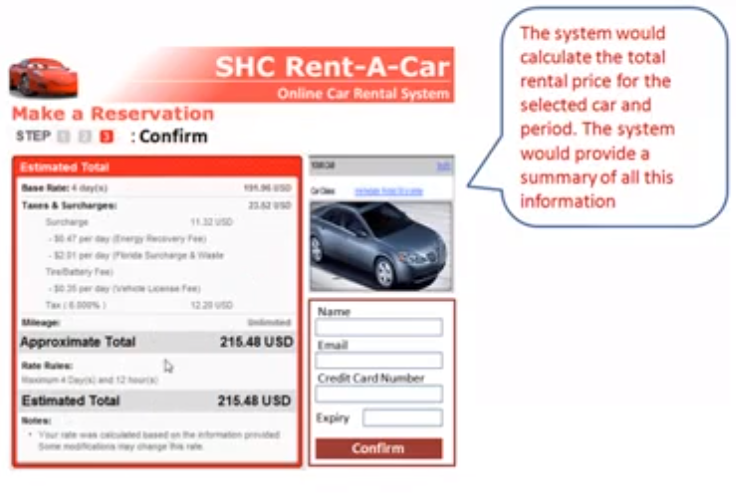 SHC Rent-A-Car
Online Car Rental System
Make a Reservation
STEP 1 2 3 : Confirm
Estimated Total
Base Rate: 4 day(s) 191.96 USD
Taxes & Surcharges: 23.52 USD
Surcharge 11.32 USD
- $0.47 per day (Energy Recovery Fee)
- $2.01 per day (Florida Surcharge & Waste
Tire/Battery Fee)
- $0.35 per day (Vehicle License Fee)
Tax ( 6.000% ) 12.20 USD
Mileage: Unlimited
Approximate Total 215.48 USD
Rate Rules:
Maximum 4 Day(s) and 12 hour(s)
Estimated Total 215.48 USD
Notes:
• Your rate was calculated based on the information provided
Some modifications may change this rate.
Car Class:
Name
Email
Credit Card Number
Expiry
Confirm
The system would
calculate the total
rental price for the
selected car and
period. The system
would provide a
summary of all this
information